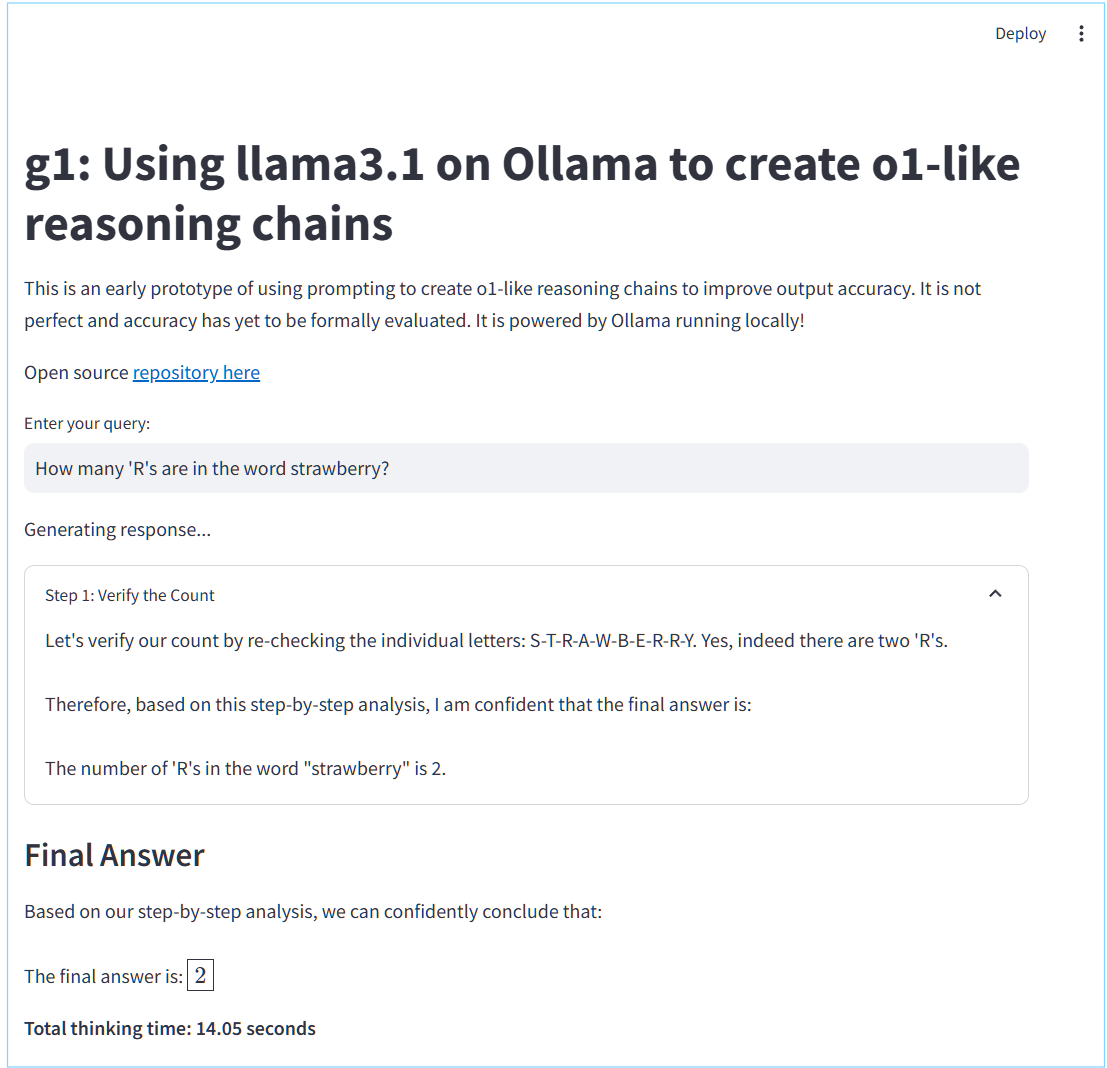 Deploy
g1: Using llama3.1 on Ollama to create o1-like
reasoning chains
This is an early prototype of using prompting to create o1-like reasoning chains to improve output accuracy. It is not
perfect and accuracy has yet to be formally evaluated. It is powered by Ollama running locally!
Open source repository here
Enter your query:
How many 'R's are in the word strawberry?
Generating response...
Step 1: Verify the Count
Let's verify our count by re-checking the individual letters: S-T-R-A-W-B-E-R-R-Y. Yes, indeed there are two 'R's.
Therefore, based on this step-by-step analysis, I am confident that the final answer is:
The number of 'R's in the word "strawberry" is 2.
Final Answer
Based on our step-by-step analysis, we can confidently conclude that:
The final answer is: 2
Total thinking time: 14.05 seconds